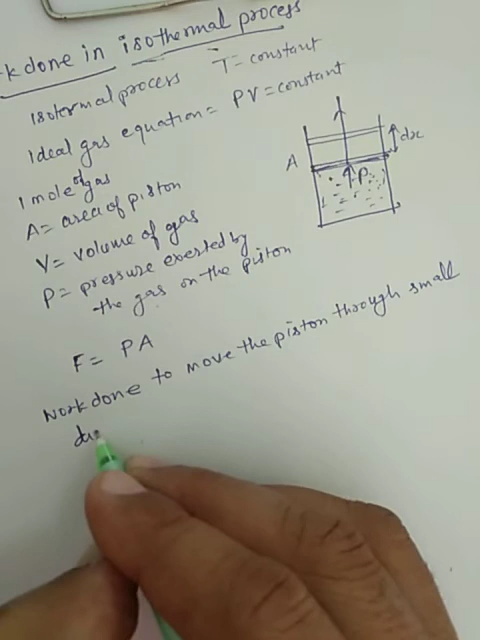 k done in isothermal process
isotermal process T = constant
Ideal gas equation = PV = constant
1 mole of gas
A = area of piston
V = volume of gas
P = pressure exerted by
the gas on the piston
A
P
dx
F = PA
Work done to move the piston through small